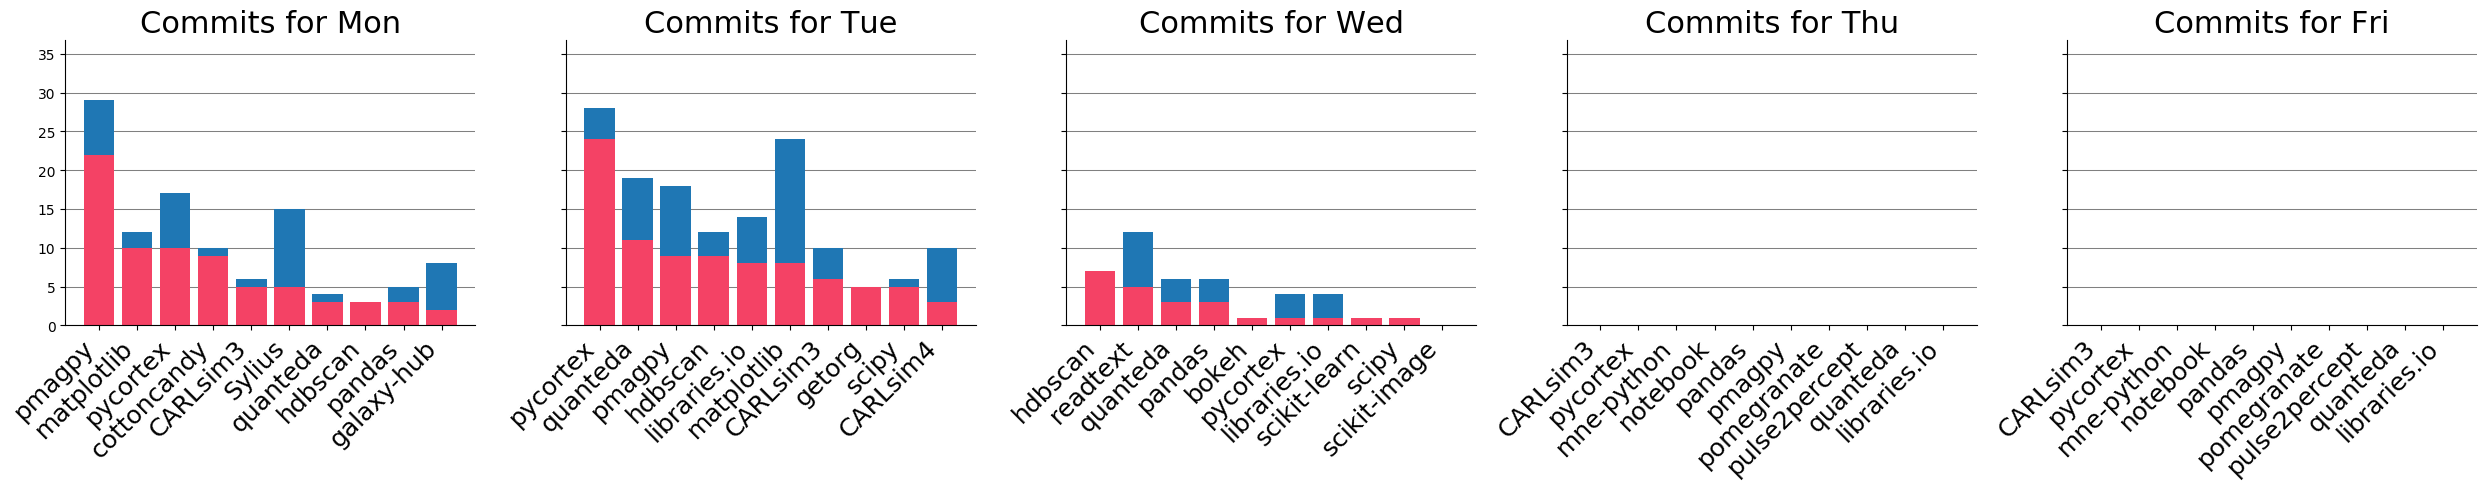 Commits for Mon
Commits for Tue
Commits for Wed
Commits for Thu
Commits for Fri
35
30
25
20
15
10
5
0
pmagpy
matplotlib
pycortex
cottoncandy
CARLsim3
Sylius
quanteda
hdbscan
pandas
galaxy-hub
pycortex
quanteda
pmagpy
hdbscan
libraries.io
matplotlib
CARLsim3
getorg
scipy
CARLsim4
hdbscan
readtext
quanteda
pandas
bokeh
pycortex
libraries.io
scikit-learn
scipy
scikit-image
CARLsim3
pycortex
mne-python
notebook
pandas
pmagpy
pomegranate
pulse2percept
quanteda
libraries.io
CARLsim3
pycortex
mne-python
notebook
pandas
pmagpy
pomegranate
pulse2percept
quanteda
libraries.io